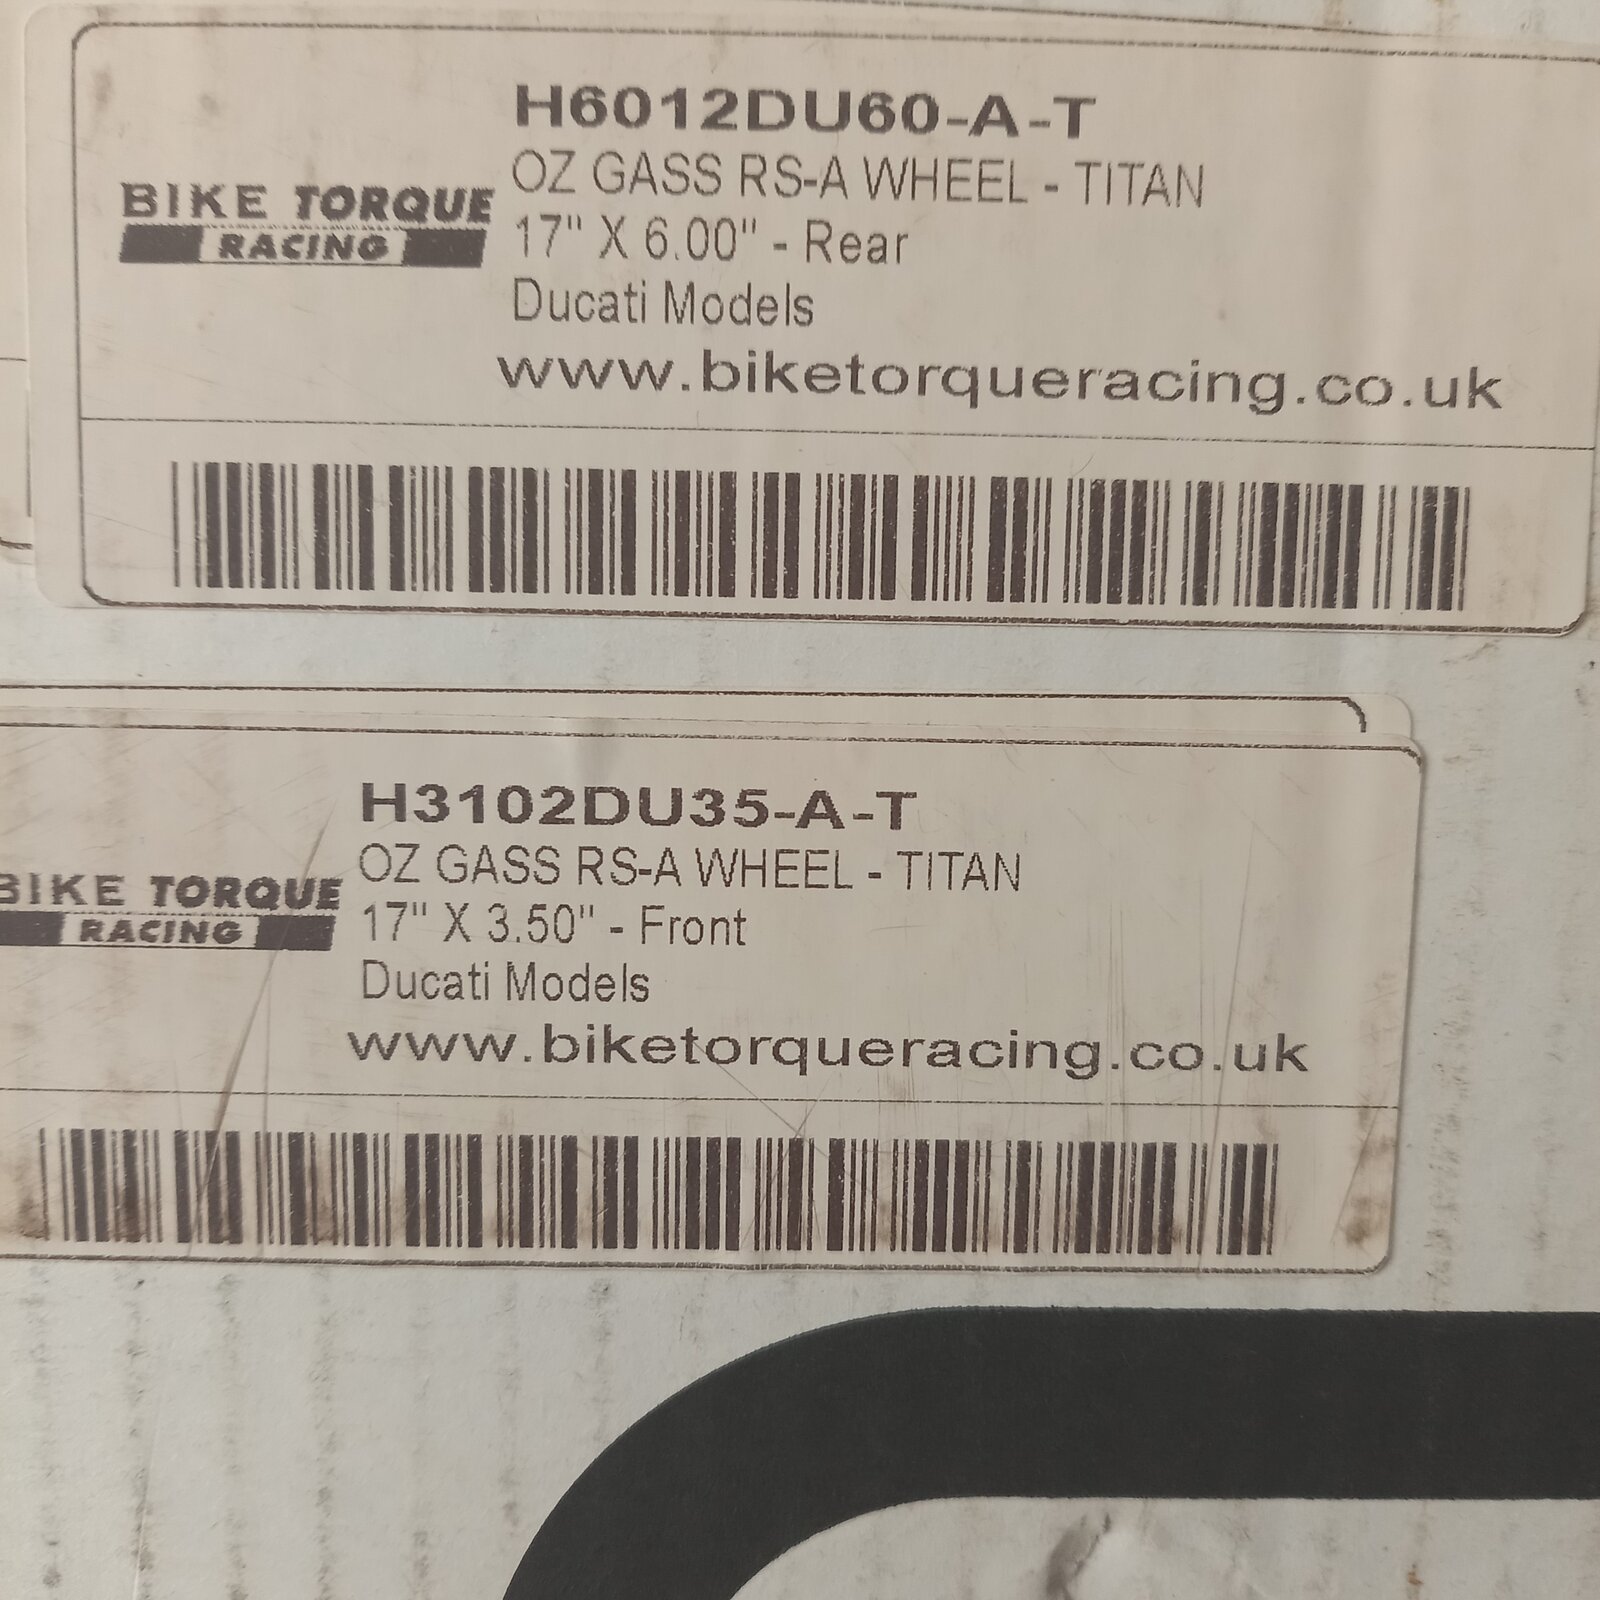 H6012DU60-A-T
OZ GASS RS-A WHEEL - TITAN
BIKE TORQUE
RACING
17" X 6.00" - Rear
Ducati Models
www.biketorqueracing.co.uk
H3102DU35-A-T
OZ GASS RS-A WHEEL - TITAN
BIKE TORQUE
RACING
17" X 3.50" - Front
Ducati Models
www.biketorqueracing.co.uk